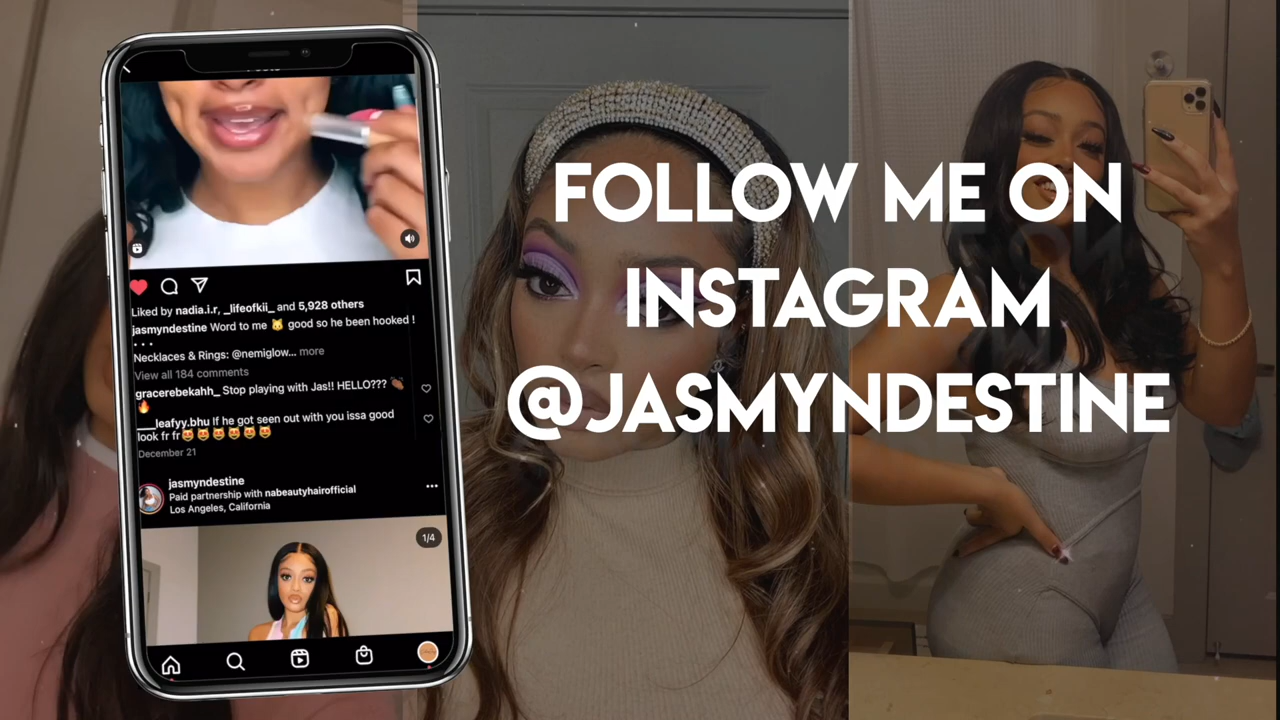 Liked by nadia.i.r, _lifeofkii_ and 5,928 others
jasmyndestine Word to me 😽 good so he been hooked !
• • •
Necklaces & Rings: @nemiglow... more
View all 184 comments
gracerebekahh_ Stop playing with Jas!! HELLO??? 👏🏾
🔥
___leafyy.bhu If he got seen out with you issa good
look fr fr😍😍😍😍😍😍
December 21
jasmyndestine
Paid partnership with nabeautyhairofficial
Los Angeles, California
1/4
FOLLOW ME ON
INSTAGRAM
@JASMYNDESTINE